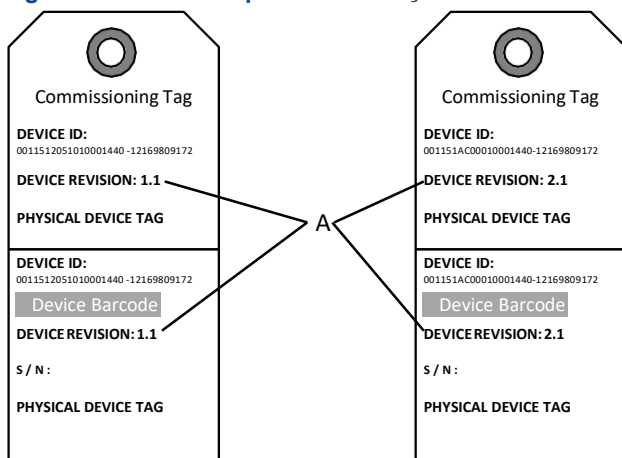 Commissioning Tag
DEVICE ID:
0011512051010001440 -12169809172
DEVICE REVISION: 1.1
PHYSICAL DEVICE TAG
DEVICE ID:
0011512051010001440 -12169809172
Device Barcode
DEVICE REVISION: 1.1
S / N :
PHYSICAL DEVICE TAG
A
Commissioning Tag
DEVICE ID:
001151AC00010001440-12169809172
DEVICE REVISION: 2.1
PHYSICAL DEVICE TAG
DEVICE ID:
001151AC00010001440-12169809172
Device Barcode
DEVICE REVISION: 2.1
S / N :
PHYSICAL DEVICE TAG